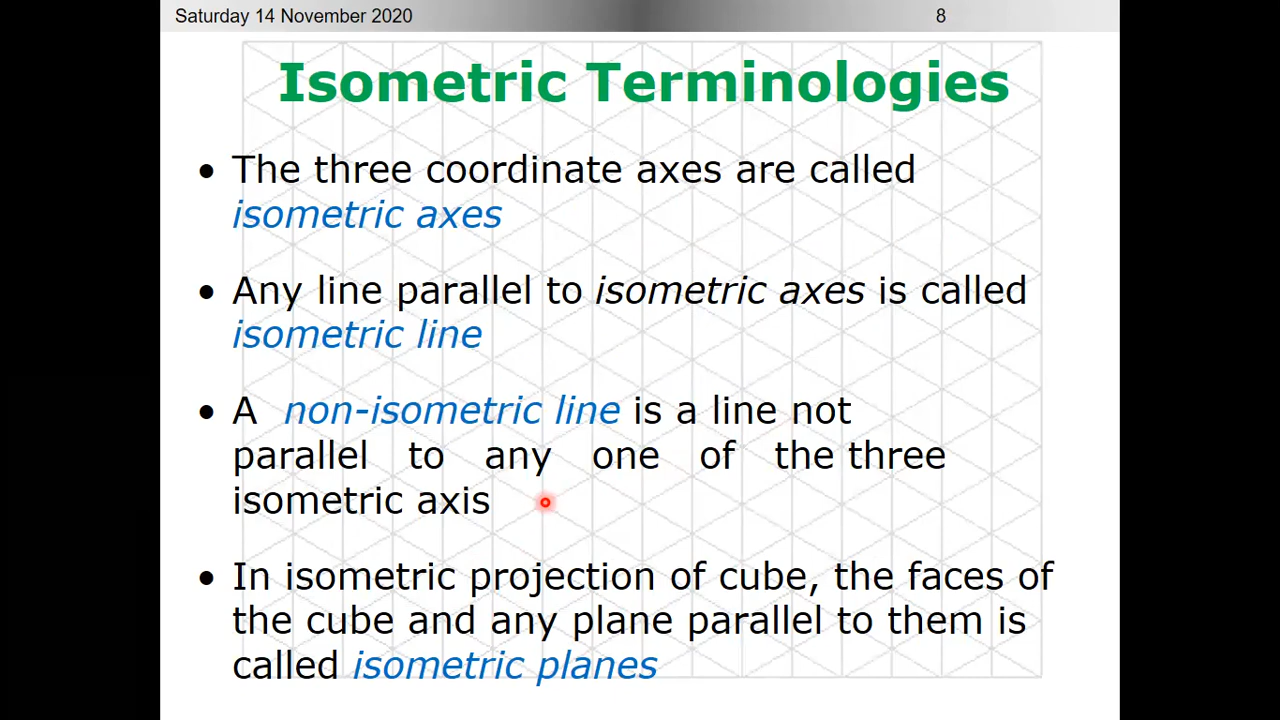 Saturday 14 November 2020 8
Isometric Terminologies
• The three coordinate axes are called
isometric axes
• Any line parallel to isometric axes is called
isometric line
• A non-isometric line is a line not
parallel to any one of the three
isometric axis
• In isometric projection of cube, the faces of
the cube and any plane parallel to them is
called isometric planes